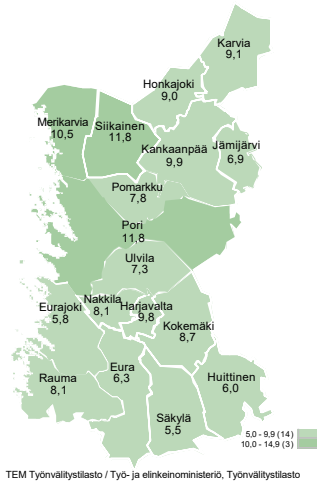 Karvia
9,1
Honkajoki
9,0
Merikarvia
10,5
Siikainen
11,8
Kankaanpää
9,9
Jämijärvi
6,9
Pomarkku
7,8
Pori
11,8
Ulvila
7,3
Nakkila
8,1
Harjavalta
9,8
Eurajoki
5,8
Kokemäki
8,7
Rauma
8,1
Eura
6,3
Huittinen
6,0
Säkylä
5,5
5,0 - 9,9 (14)
10,0 - 14,9 (3)
TEM Työnvälitystilasto / Työ- ja elinkeinoministeriö, Työnvälitystilasto